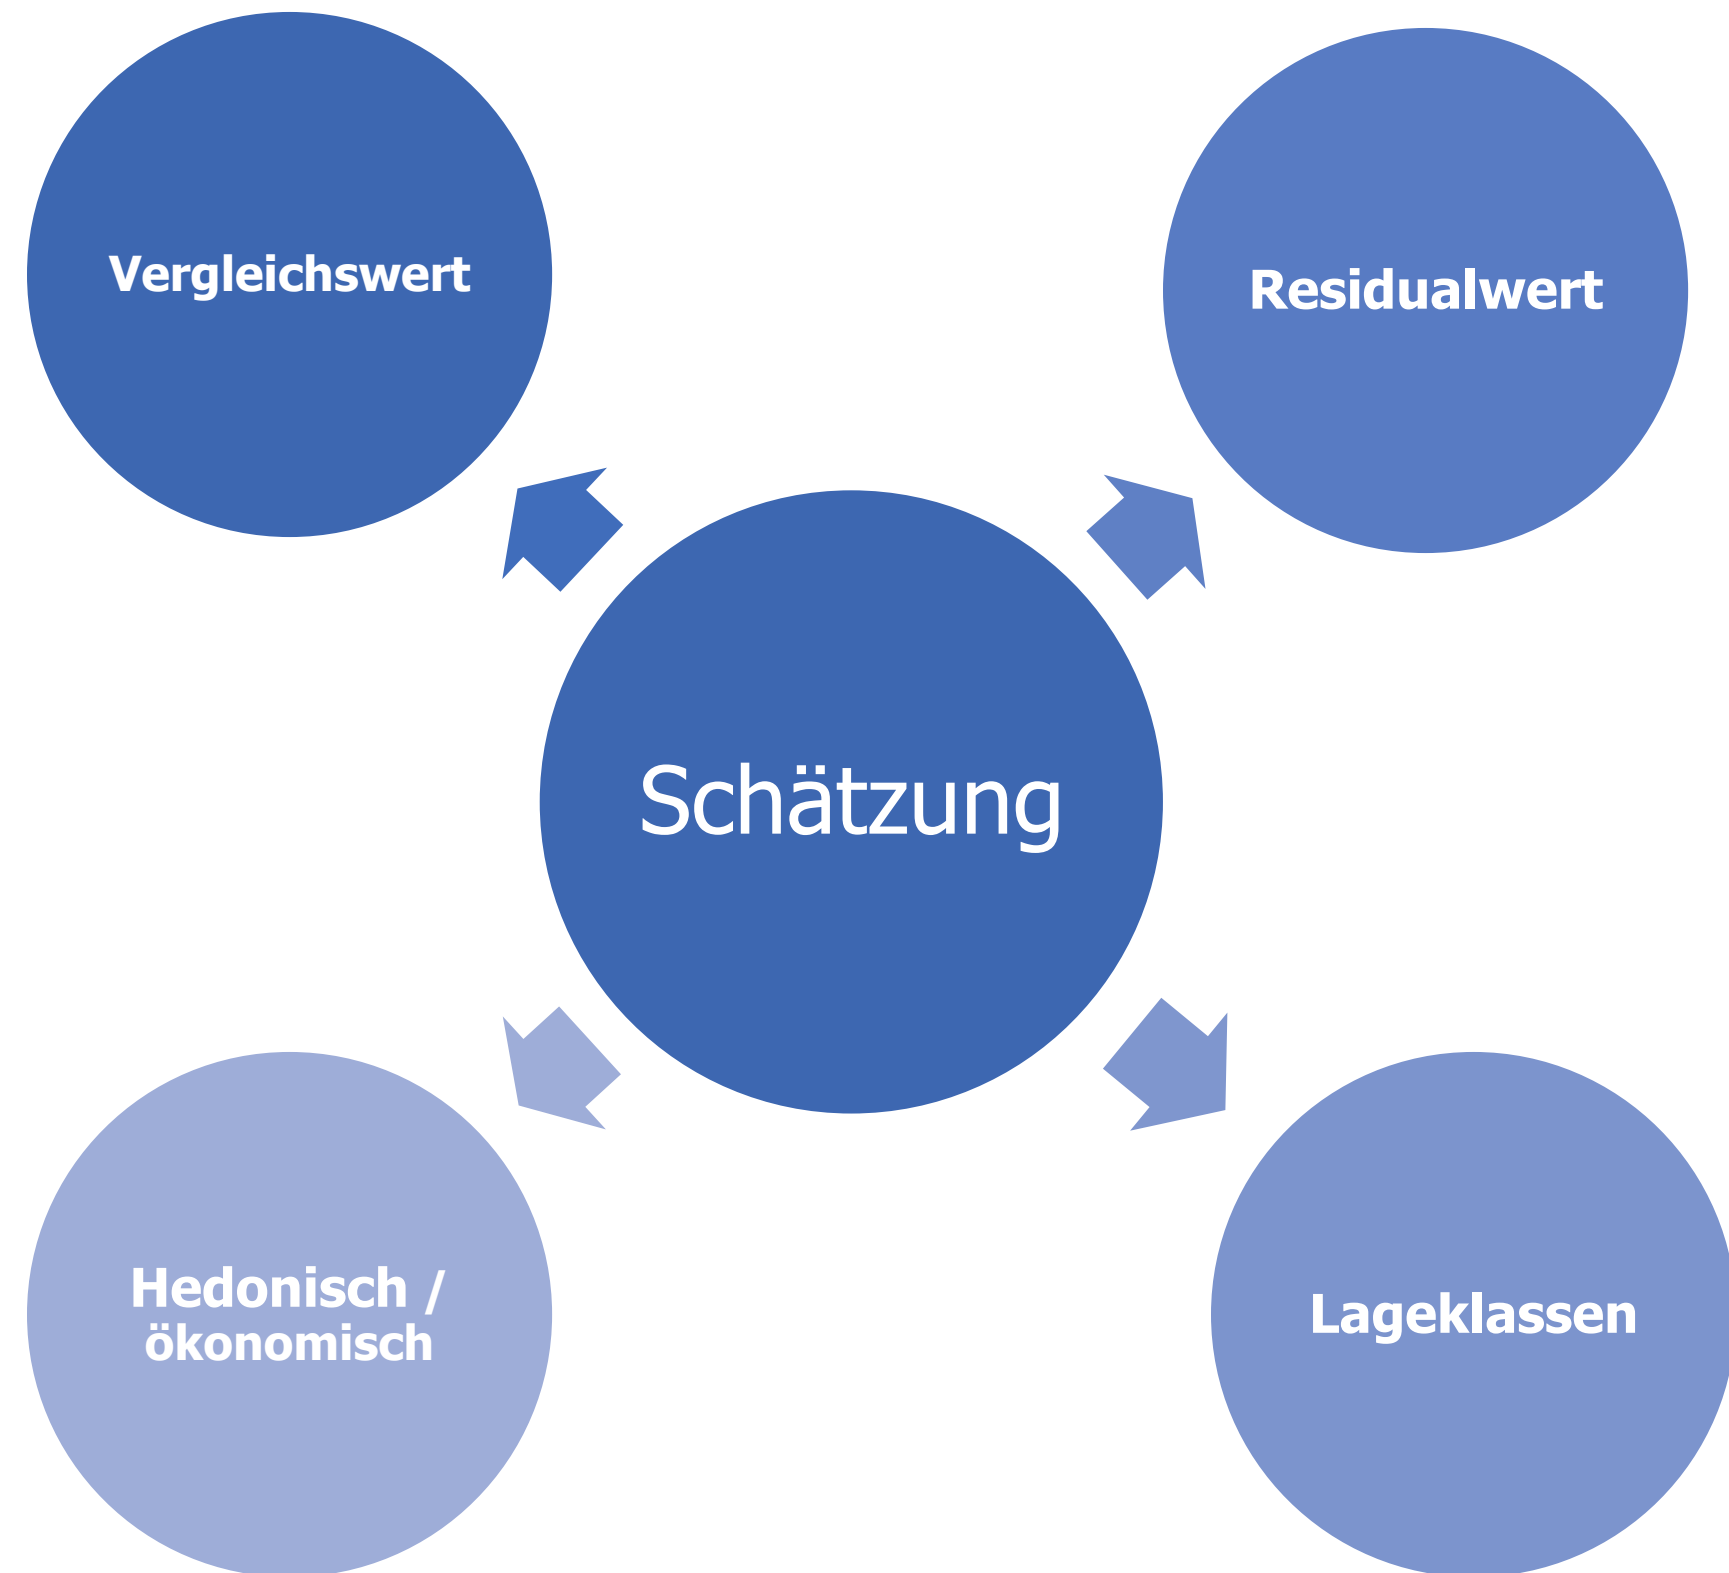 Vergleichswert
Residualwert
Schätzung
Hedonisch /
ökonomisch
Lageklassen